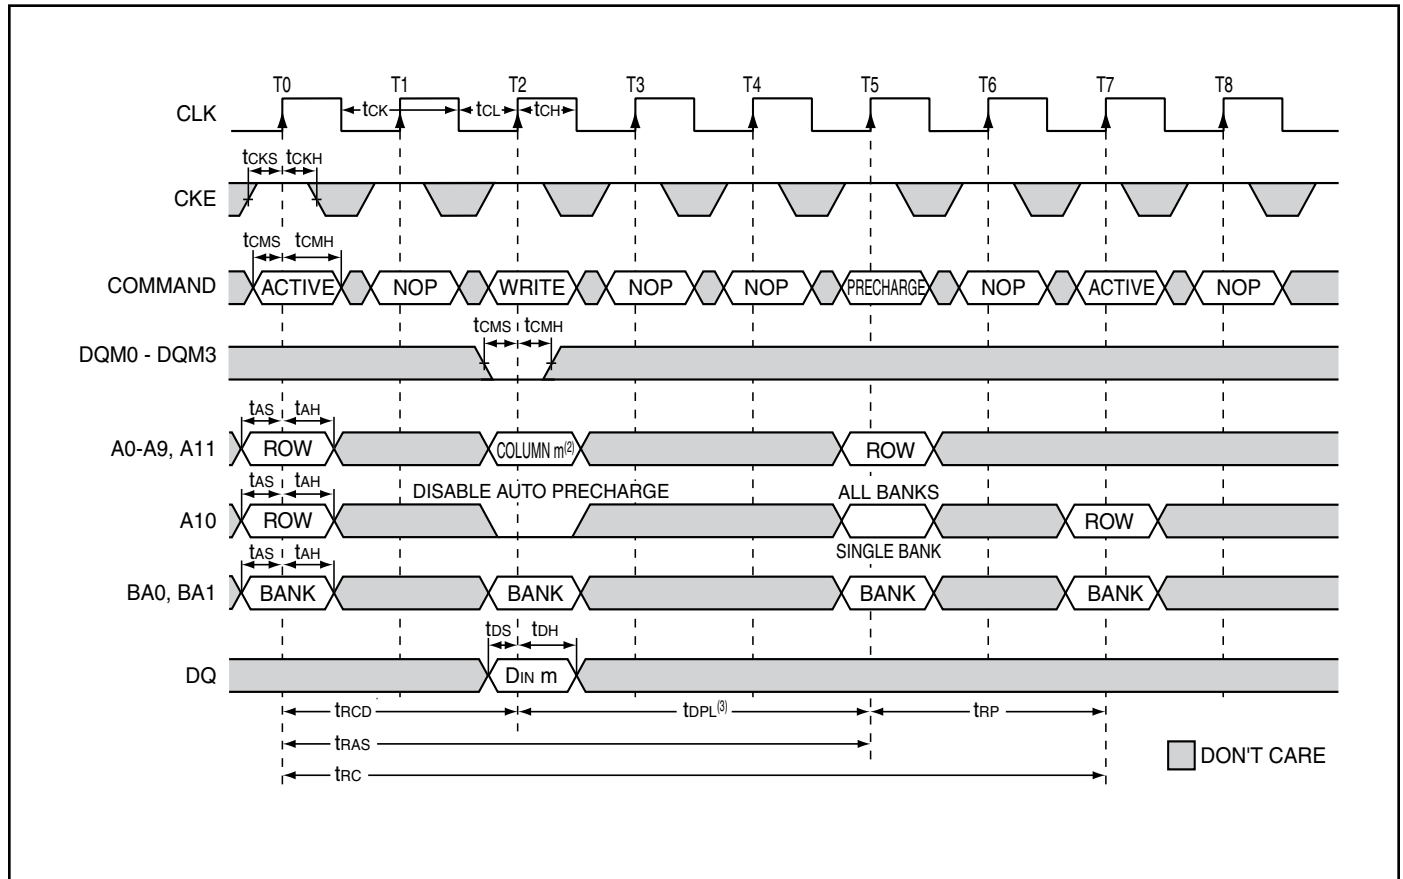 T0 T1 T2 T3 T4 T5 T6 T7 T8
CLK tCK tCL tCH
tCKS tCKH
CKE
tCMS tCMH
COMMAND ACTIVE NOP WRITE NOP NOP PRECHARGE NOP ACTIVE NOP
tCMS tCMH
DQM0 - DQM3
tAS tAH
A0-A9, A11 ROW COLUMN m(2) ROW
tAS tAH DISABLE AUTO PRECHARGE ALL BANKS
A10 ROW ROW
tAS tAH SINGLE BANK
BA0, BA1 BANK BANK BANK BANK
tDS tDH
DQ DIN m
tRCD tDPL(3) tRP
tRAS
DON'T CARE
tRC